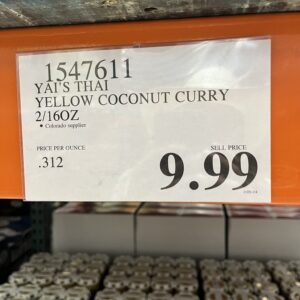 1547611
YAI'S THAI
YELLOW COCONUT CURRY
2/16OZ
* Colorado supplier
PRICE PER OUNCE
.312
SELL PRICE
9.99